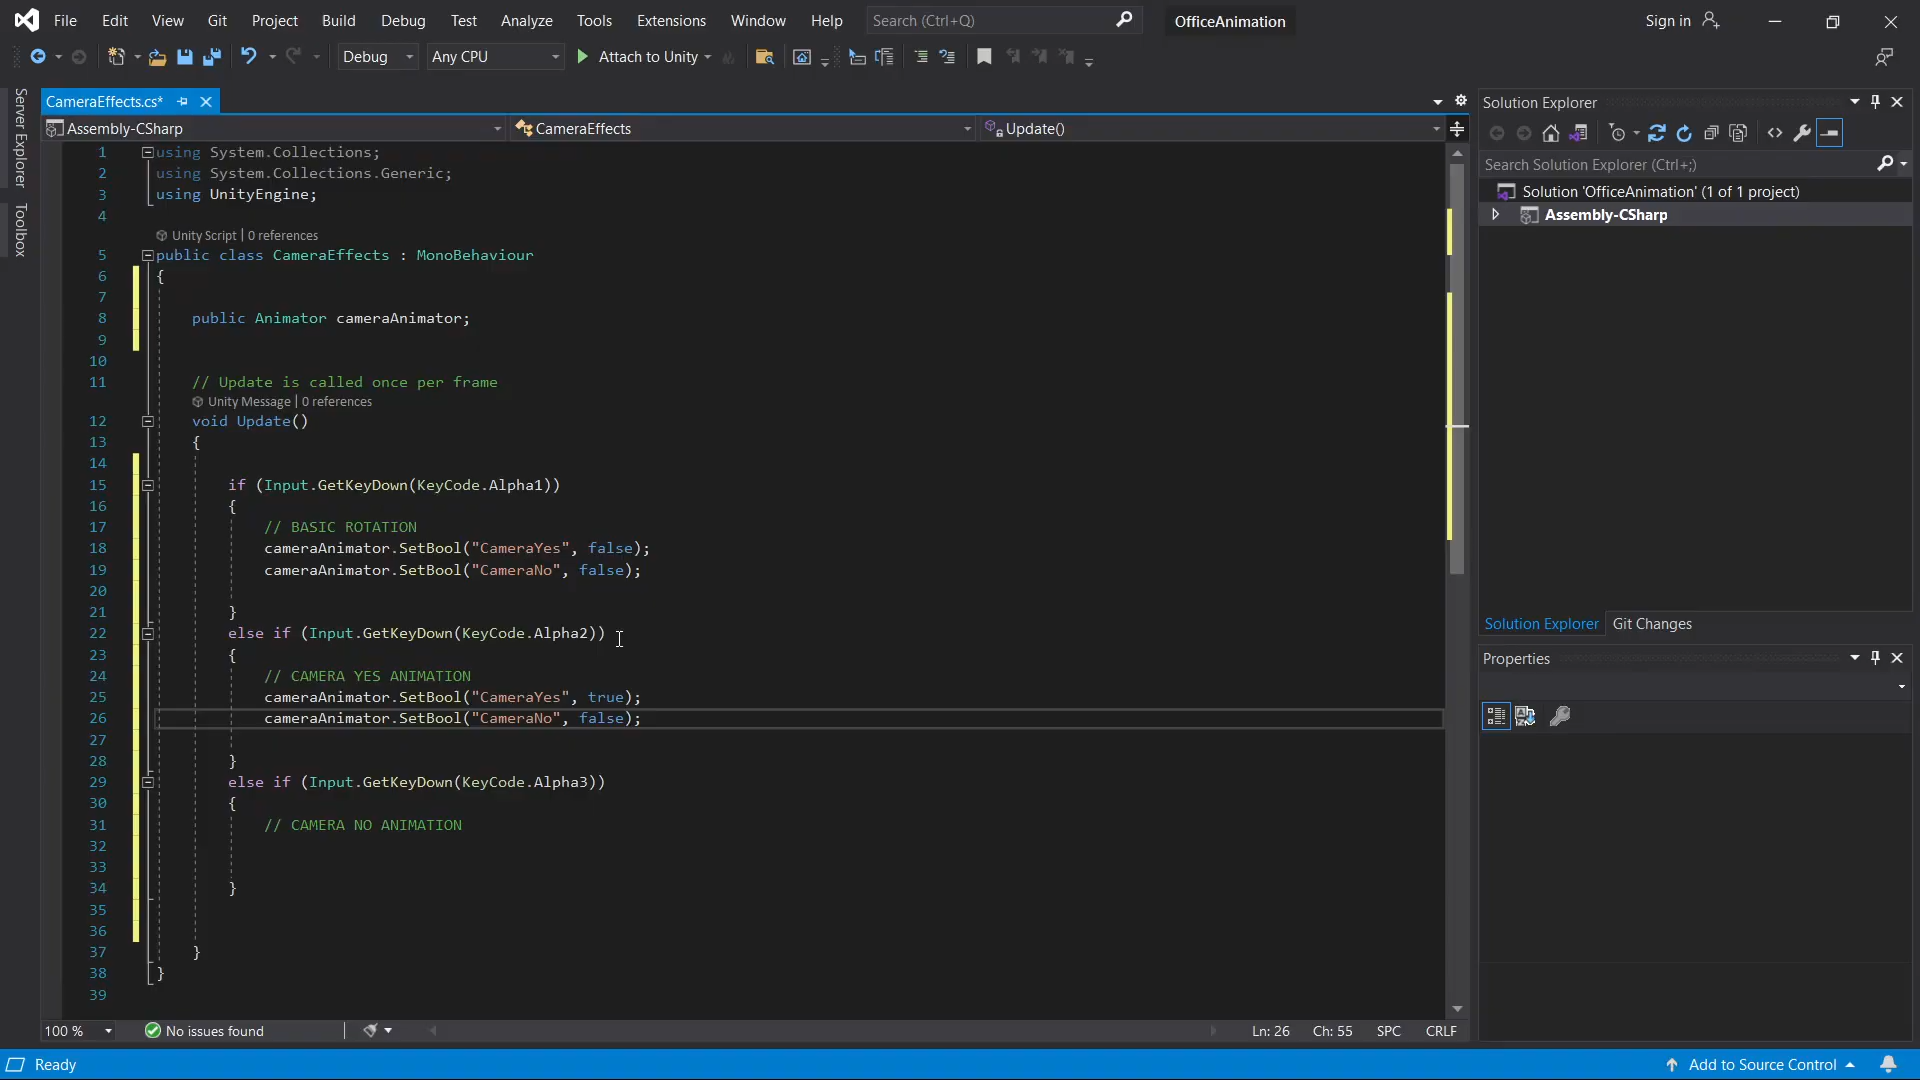 File Edit View Git Project Build Debug Test Analyze Tools Extensions Window Help Search (Ctrl+Q) OfficeAnimation Sign in
Debug Any CPU Attach to Unity
Server Explorer
Toolbox
CameraEffects.cs*
Assembly-CSharp CameraEffects Update()
1 using System.Collections;
2 using System.Collections.Generic;
3 using UnityEngine;
4
Unity Script | 0 references
5 public class CameraEffects : MonoBehaviour
6 {
7
8 public Animator cameraAnimator;
9
10
11 // Update is called once per frame
Unity Message | 0 references
12 void Update()
13 {
14
15 if (Input.GetKeyDown(KeyCode.Alpha1))
16 {
17 // BASIC ROTATION
18 cameraAnimator.SetBool("CameraYes", false);
19 cameraAnimator.SetBool("CameraNo", false);
20
21 }
22 else if (Input.GetKeyDown(KeyCode.Alpha2))
23 {
24 // CAMERA YES ANIMATION
25 cameraAnimator.SetBool("CameraYes", true);
26 cameraAnimator.SetBool("CameraNo", false);
27
28 }
29 else if (Input.GetKeyDown(KeyCode.Alpha3))
30 {
31 // CAMERA NO ANIMATION
32
33
34 }
35
36
37 }
38 }
39
100 % No issues found Ln: 26 Ch: 55 SPC CRLF
Solution Explorer
Search Solution Explorer (Ctrl+;)
Solution 'OfficeAnimation' (1 of 1 project)
Assembly-CSharp
Solution Explorer Git Changes
Properties
Ready Add to Source Control